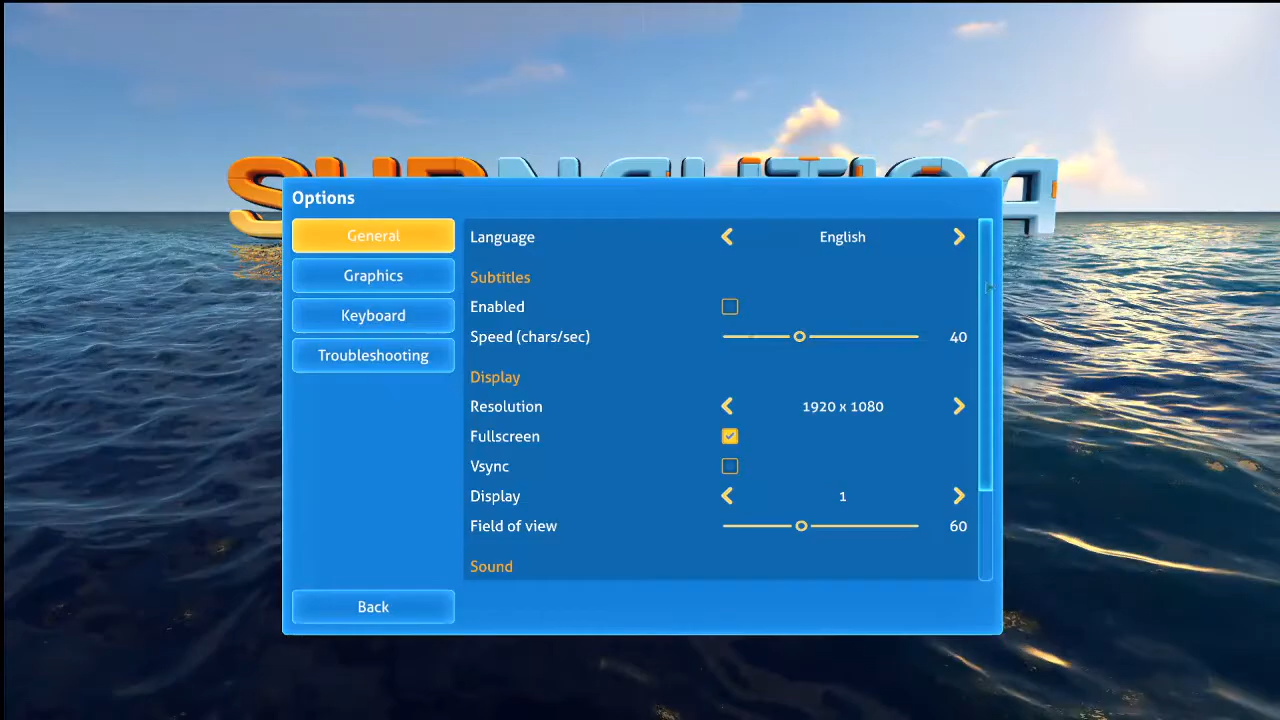 SUBNAUTICA
Options
General
Graphics
Keyboard
Troubleshooting
Back
Language English
Subtitles
Enabled
Speed (chars/sec) 40
Display
Resolution 1920 x 1080
Fullscreen
Vsync
Display 1
Field of view 60
Sound